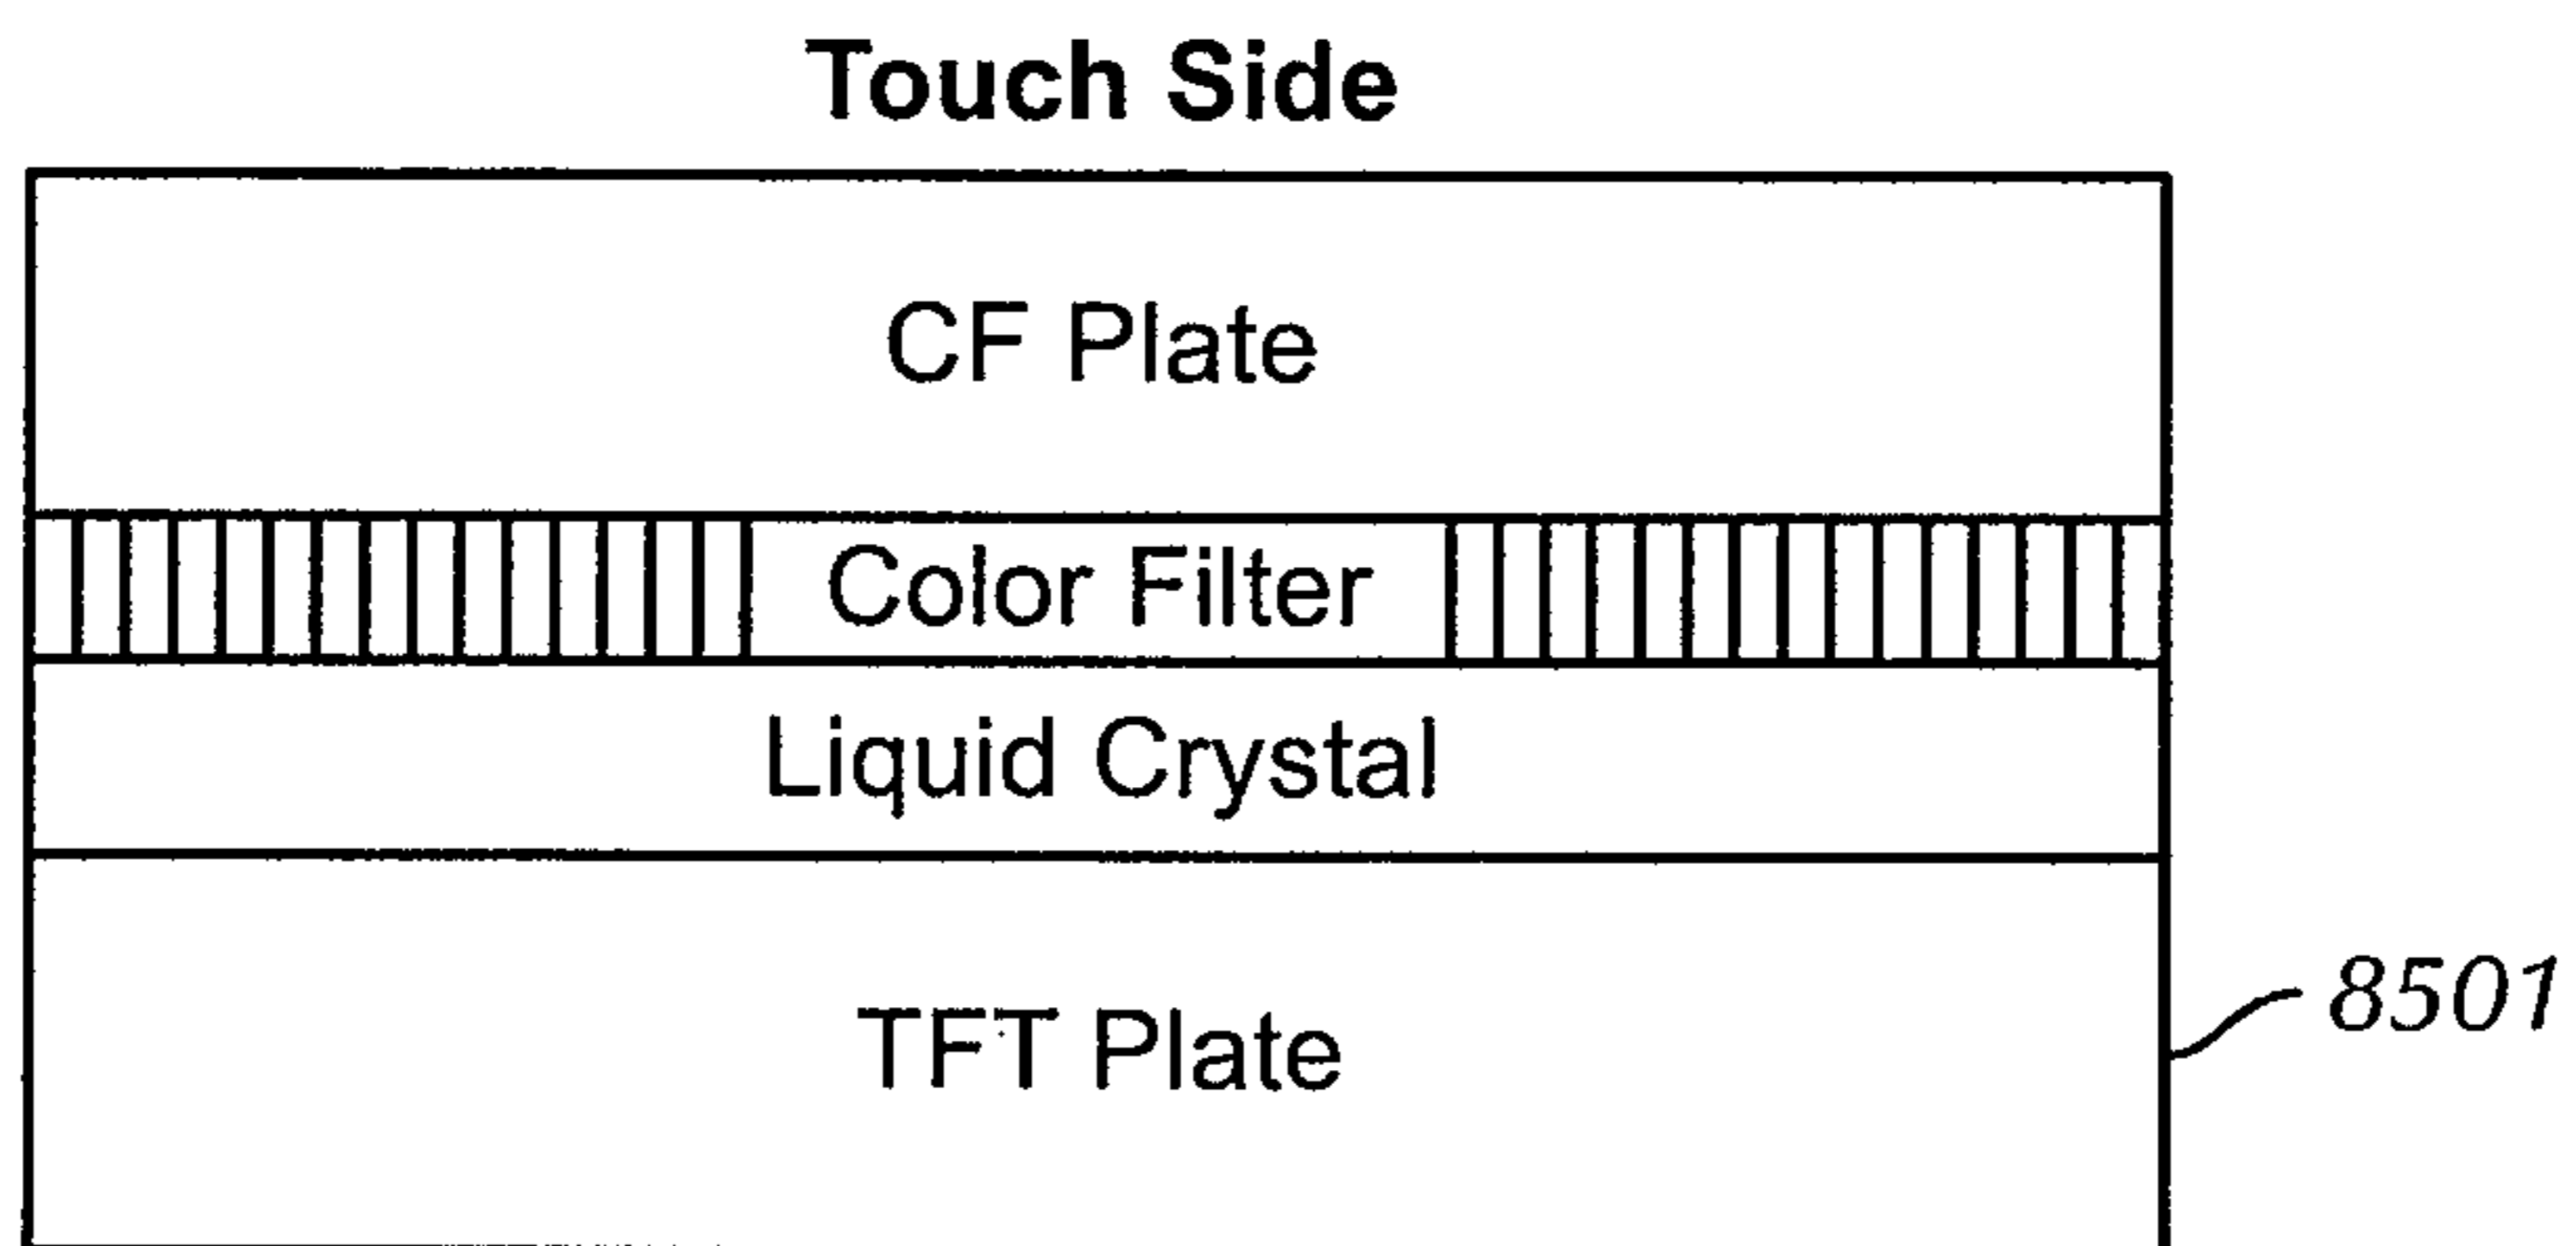 Touch Side
CF Plate
Color Filter
Liquid Crystal
TFT Plate
8501